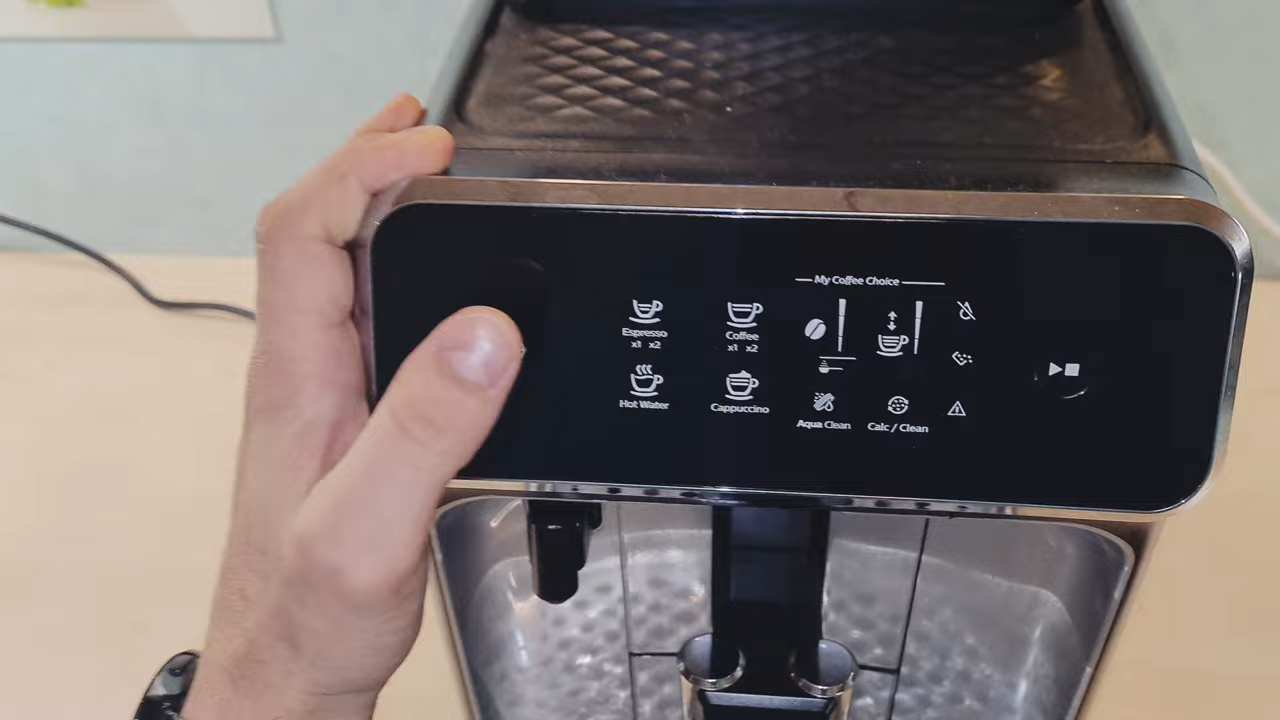 My Coffee Choice
Espresso
x1 x2
Coffee
x1 x2
Hot Water
Cappuccino
Aqua Clean
Calc / Clean